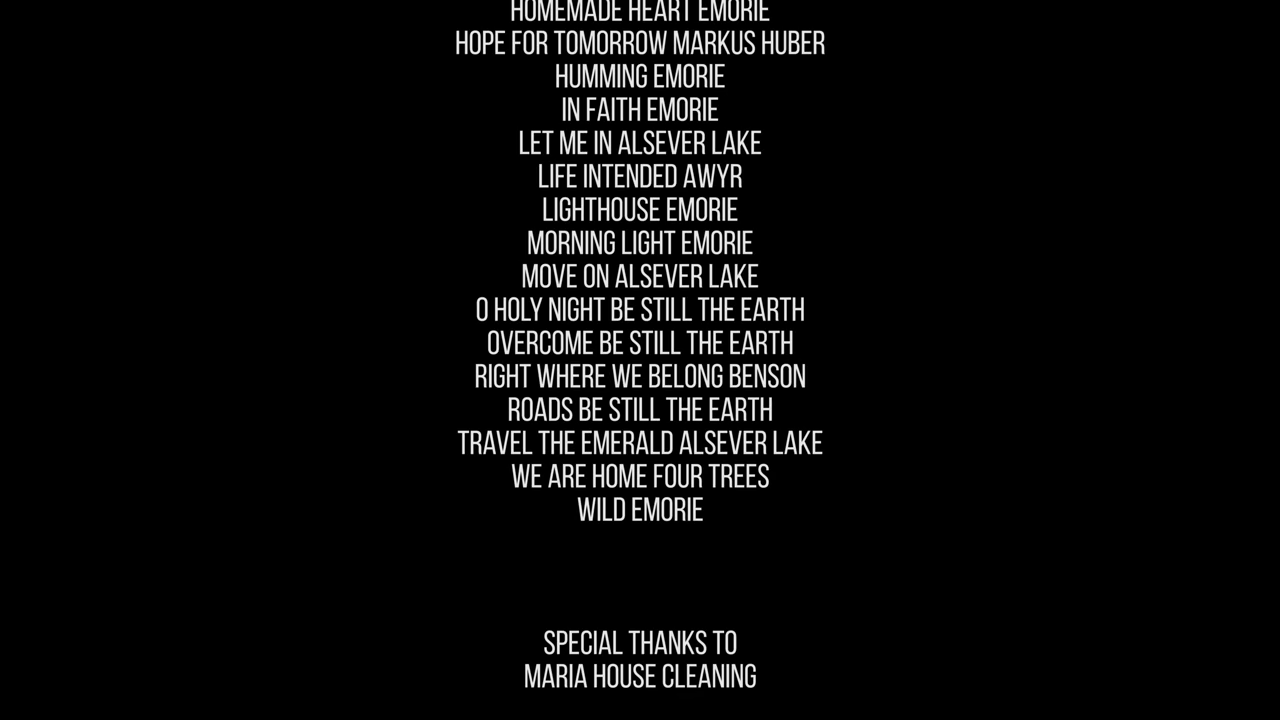 HOMEMADE HEART EMORIE
HOPE FOR TOMORROW MARKUS HUBER
HUMMING EMORIE
IN FAITH EMORIE
LET ME IN ALSEVER LAKE
LIFE INTENDED AWYR
LIGHTHOUSE EMORIE
MORNING LIGHT EMORIE
MOVE ON ALSEVER LAKE
O HOLY NIGHT BE STILL THE EARTH
OVERCOME BE STILL THE EARTH
RIGHT WHERE WE BELONG BENSON
ROADS BE STILL THE EARTH
TRAVEL THE EMERALD ALSEVER LAKE
WE ARE HOME FOUR TREES
WILD EMORIE
SPECIAL THANKS TO
MARIA HOUSE CLEANING